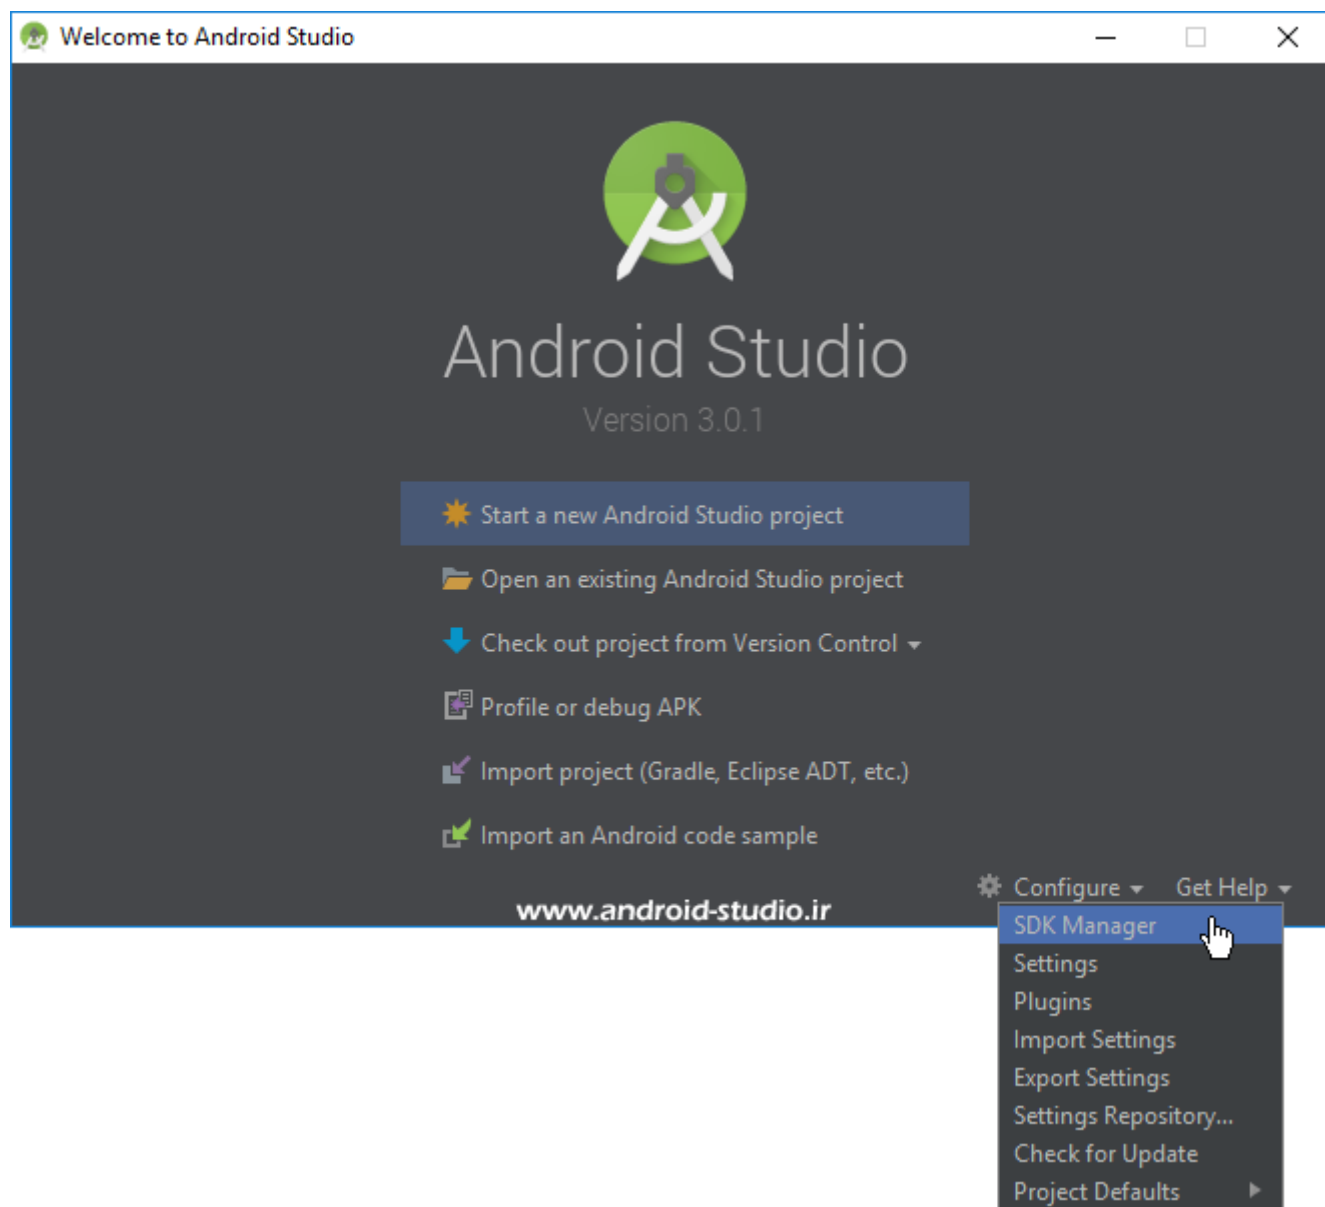 Welcome to Android Studio
Android Studio
Version 3.0.1
Start a new Android Studio project
Open an existing Android Studio project
Check out project from Version Control
Profile or debug APK
Import project (Gradle, Eclipse ADT, etc.)
Import an Android code sample
Configure Get Help
www.android-studio.ir
SDK Manager
Settings
Plugins
Import Settings
Export Settings
Settings Repository...
Check for Update
Project Defaults